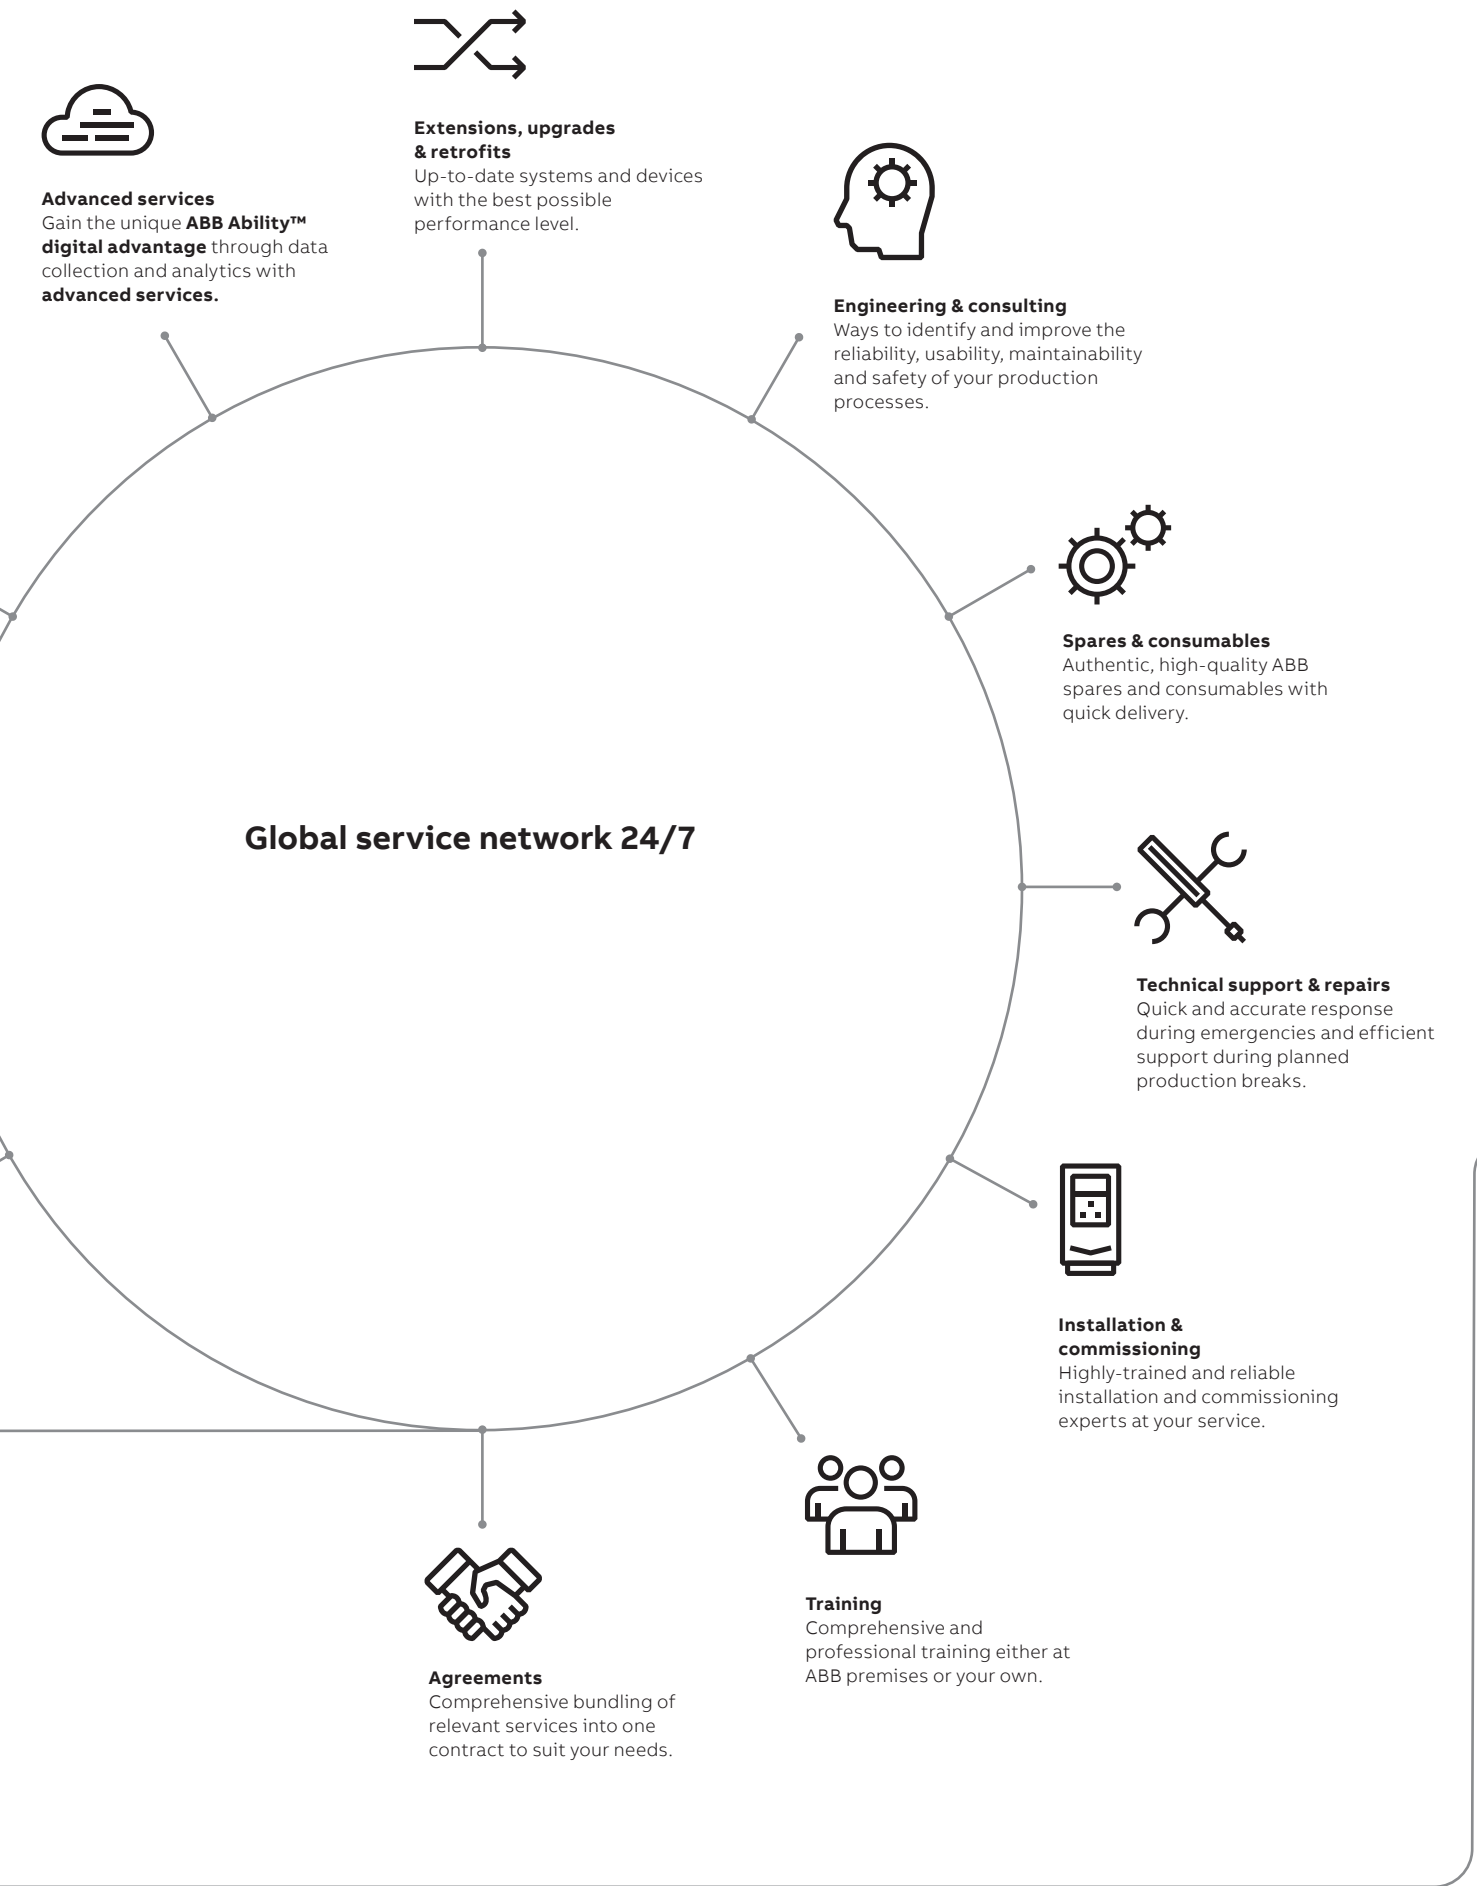 Extensions, upgrades
& retrofits
Up-to-date systems and devices
with the best possible
performance level.
Advanced services
Gain the unique ABB Ability™
digital advantage through data
collection and analytics with
advanced services.
Engineering & consulting
Ways to identify and improve the
reliability, usability, maintainability
and safety of your production
processes.
Spares & consumables
Authentic, high-quality ABB
spares and consumables with
quick delivery.
Global service network 24/7
Technical support & repairs
Quick and accurate response
during emergencies and efficient
support during planned
production breaks.
Installation &
commissioning
Highly-trained and reliable
installation and commissioning
experts at your service.
Training
Comprehensive and
professional training either at
ABB premises or your own.
Agreements
Comprehensive bundling of
relevant services into one
contract to suit your needs.